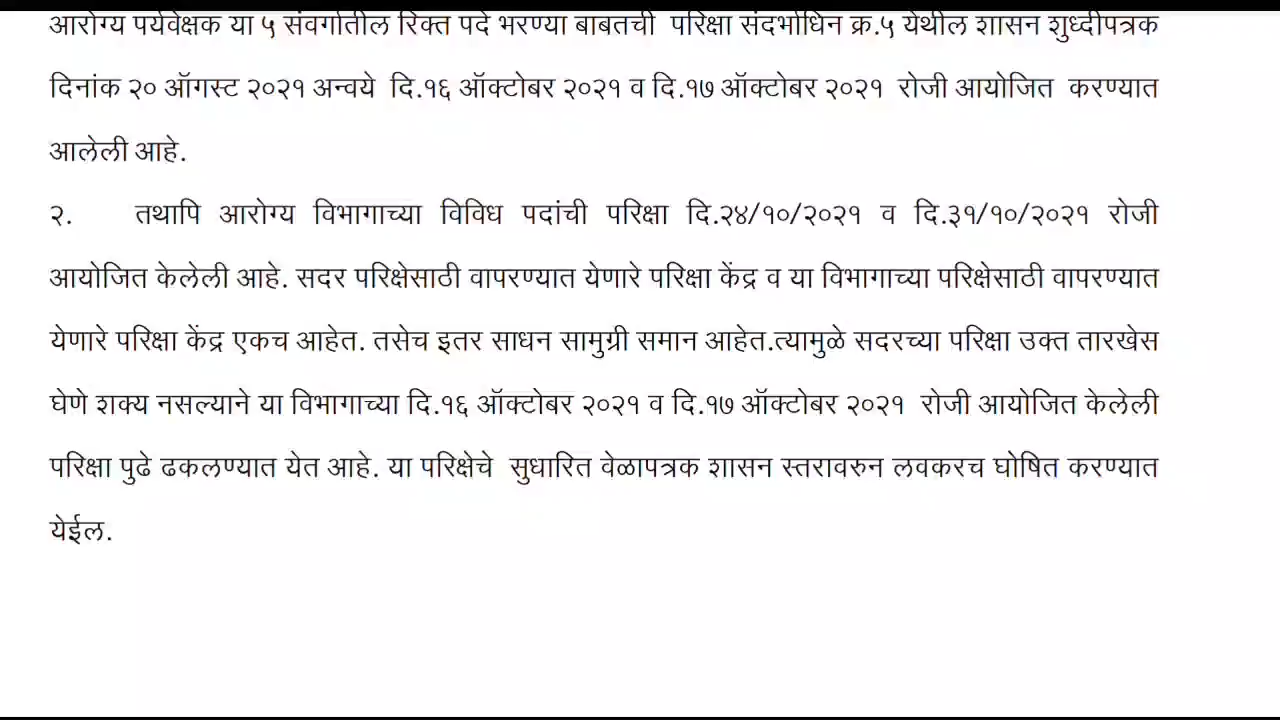 आरोग्य पर्यवेक्षक या ५ संवर्गातील रिक्त पदे भरण्या बाबतची परिक्षा संदर्भाधिन क्र.५ येथील शासन शुध्दीपत्रक
दिनांक २० ऑगस्ट २०२१ अन्वये दि.१६ ऑक्टोबर २०२१ व दि.१७ ऑक्टोबर २०२१ रोजी आयोजित करण्यात
आलेली आहे.
२. तथापि आरोग्य विभागाच्या विविध पदांची परिक्षा दि.२४/१०/२०२१ व दि.३१/१०/२०२१ रोजी
आयोजित केलेली आहे. सदर परिक्षेसाठी वापरण्यात येणारे परिक्षा केंद्र व या विभागाच्या परिक्षेसाठी वापरण्यात
येणारे परिक्षा केंद्र एकच आहेत. तसेच इतर साधन सामुग्री समान आहेत.त्यामुळे सदरच्या परिक्षा उक्त तारखेस
घेणे शक्य नसल्याने या विभागाच्या दि.१६ ऑक्टोबर २०२१ व दि.१७ ऑक्टोबर २०२१ रोजी आयोजित केलेली
परिक्षा पुढे ढकलण्यात येत आहे. या परिक्षेचे सुधारित वेळापत्रक शासन स्तरावरुन लवकरच घोषित करण्यात
येईल.